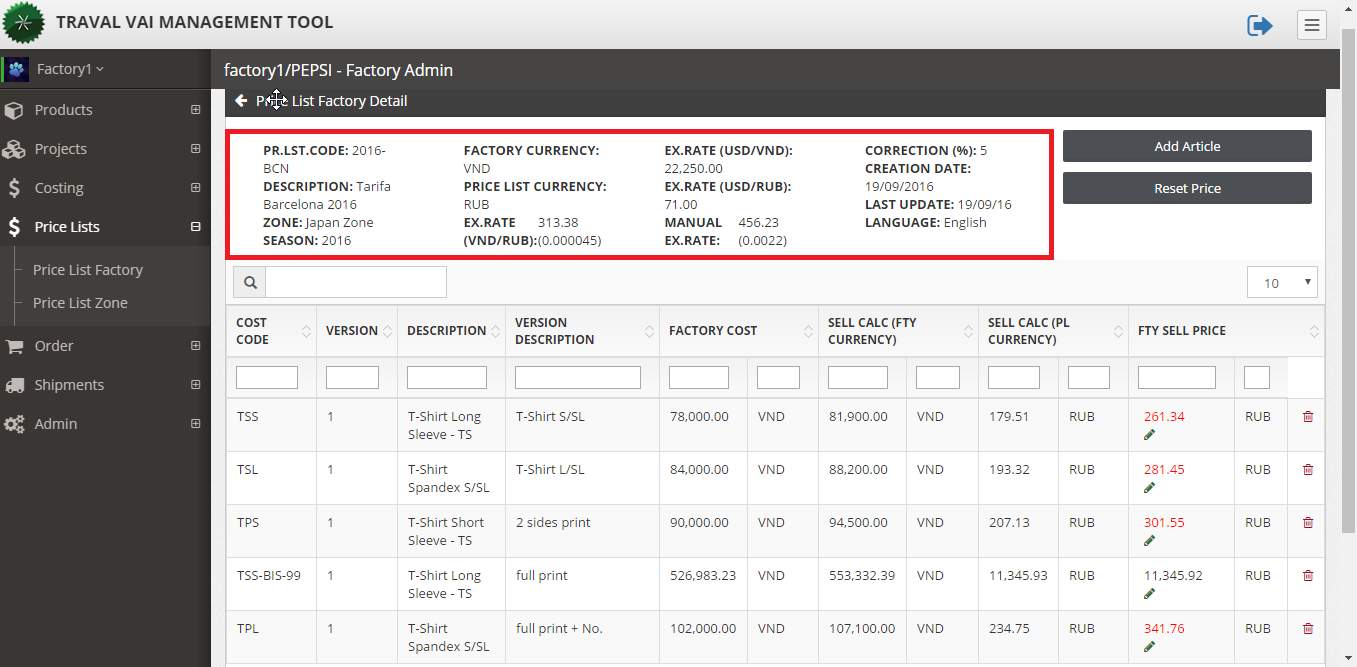 TRAVAL VAI MANAGEMENT TOOL
Factory1
Products
Projects
Costing
Price Lists
Price List Factory
Price List Zone
Order
Shipments
Admin
factory1/PEPSI - Factory Admin
Price List Factory Detail
PR.LST.CODE: 2016-
BCN
DESCRIPTION: Tarifa
Barcelona 2016
ZONE: Japan Zone
SEASON: 2016
FACTORY CURRENCY:
VND
PRICE LIST CURRENCY:
RUB
EX.RATE 313.38
(VND/RUB):(0.000045)
EX.RATE (USD/VND):
22,250.00
EX.RATE (USD/RUB):
71.00
MANUAL 456.23
EX.RATE: (0.0022)
CORRECTION (%): 5
CREATION DATE:
19/09/2016
LAST UPDATE: 19/09/16
LANGUAGE: English
Add Article
Reset Price
10
COST
CODE
VERSION
DESCRIPTION
VERSION
DESCRIPTION
FACTORY COST
SELL CALC (FTY
CURRENCY)
SELL CALC (PL
CURRENCY)
FTY SELL PRICE
TSS 1 T-Shirt Long T-Shirt S/SL 78,000.00 VND 81,900.00 VND 179.51 RUB 261.34 RUB
Sleeve - TS
TSL 1 T-Shirt T-Shirt L/SL 84,000.00 VND 88,200.00 VND 193.32 RUB 281.45 RUB
Spandex S/SL
TPS 1 T-Shirt Short 2 sides print 90,000.00 VND 94,500.00 VND 207.13 RUB 301.55 RUB
Sleeve - TS
TSS-BIS-99 1 T-Shirt Long full print 526,983.23 VND 553,332.39 VND 11,345.93 RUB 11,345.92 RUB
Sleeve - TS
TPL 1 T-Shirt full print + No. 102,000.00 VND 107,100.00 VND 234.75 RUB 341.76 RUB
Spandex S/SL